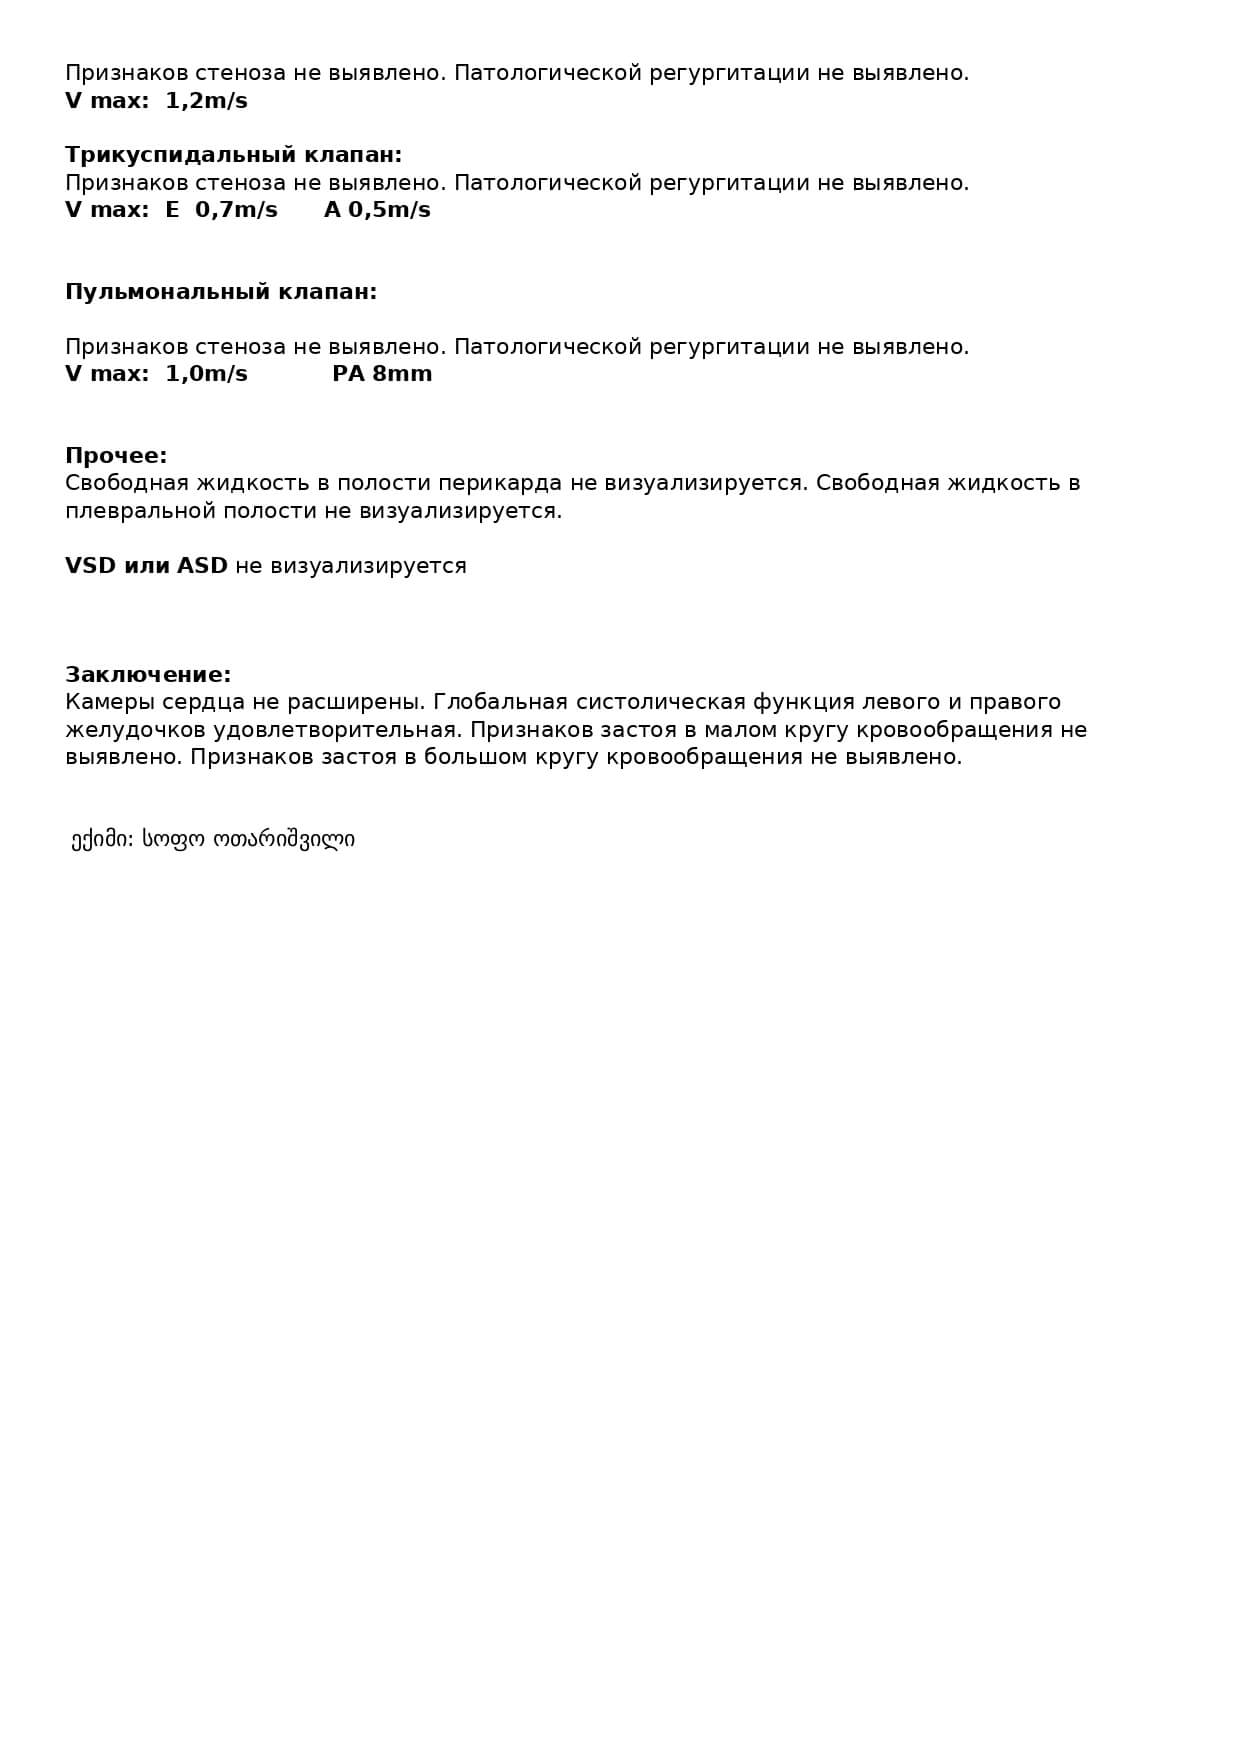 Признаков стеноза не выявлено. Патологической регургитации не выявлено.
V max:  1,2m/s
Трикуспидальный клапан:
Признаков стеноза не выявлено. Патологической регургитации не выявлено.
V max:  E  0,7m/s      A 0,5m/s
Пульмональный клапан:
Признаков стеноза не выявлено. Патологической регургитации не выявлено.
V max:  1,0m/s           PA 8mm
Прочее:
Свободная жидкость в полости перикарда не визуализируется. Свободная жидкость в
плевральной полости не визуализируется.
VSD или ASD не визуализируется
Заключение:
Камеры сердца не расширены. Глобальная систолическая функция левого и правого
желудочков удовлетворительная. Признаков застоя в малом кругу кровообращения не
выявлено. Признаков застоя в большом кругу кровообращения не выявлено.
ექიმი: სოფო ოთარიშვილი